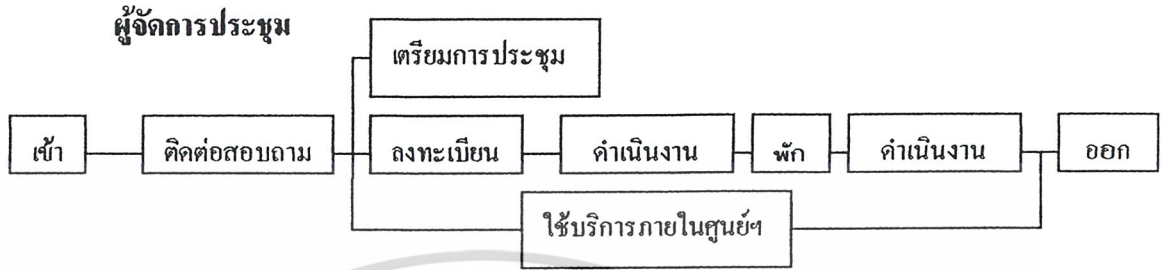 ผู้จัดการประชุม
เตรียมการประชุม
เข้า
ติดต่อสอบถาม
ลงทะเบียน
ดำเนินงาน
พัก
ดำเนินงาน
ออก
ใช้บริการภายในศูนย์ฯ